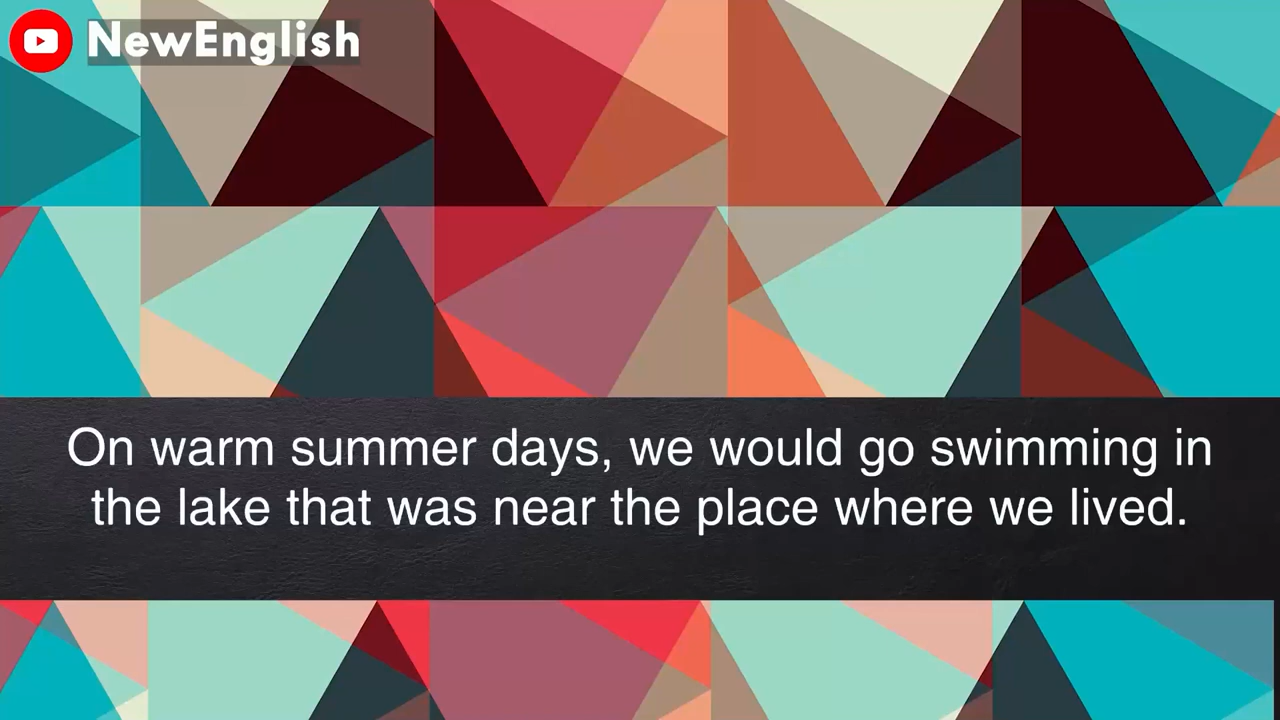 NewEnglish
On warm summer days, we would go swimming in
the lake that was near the place where we lived.